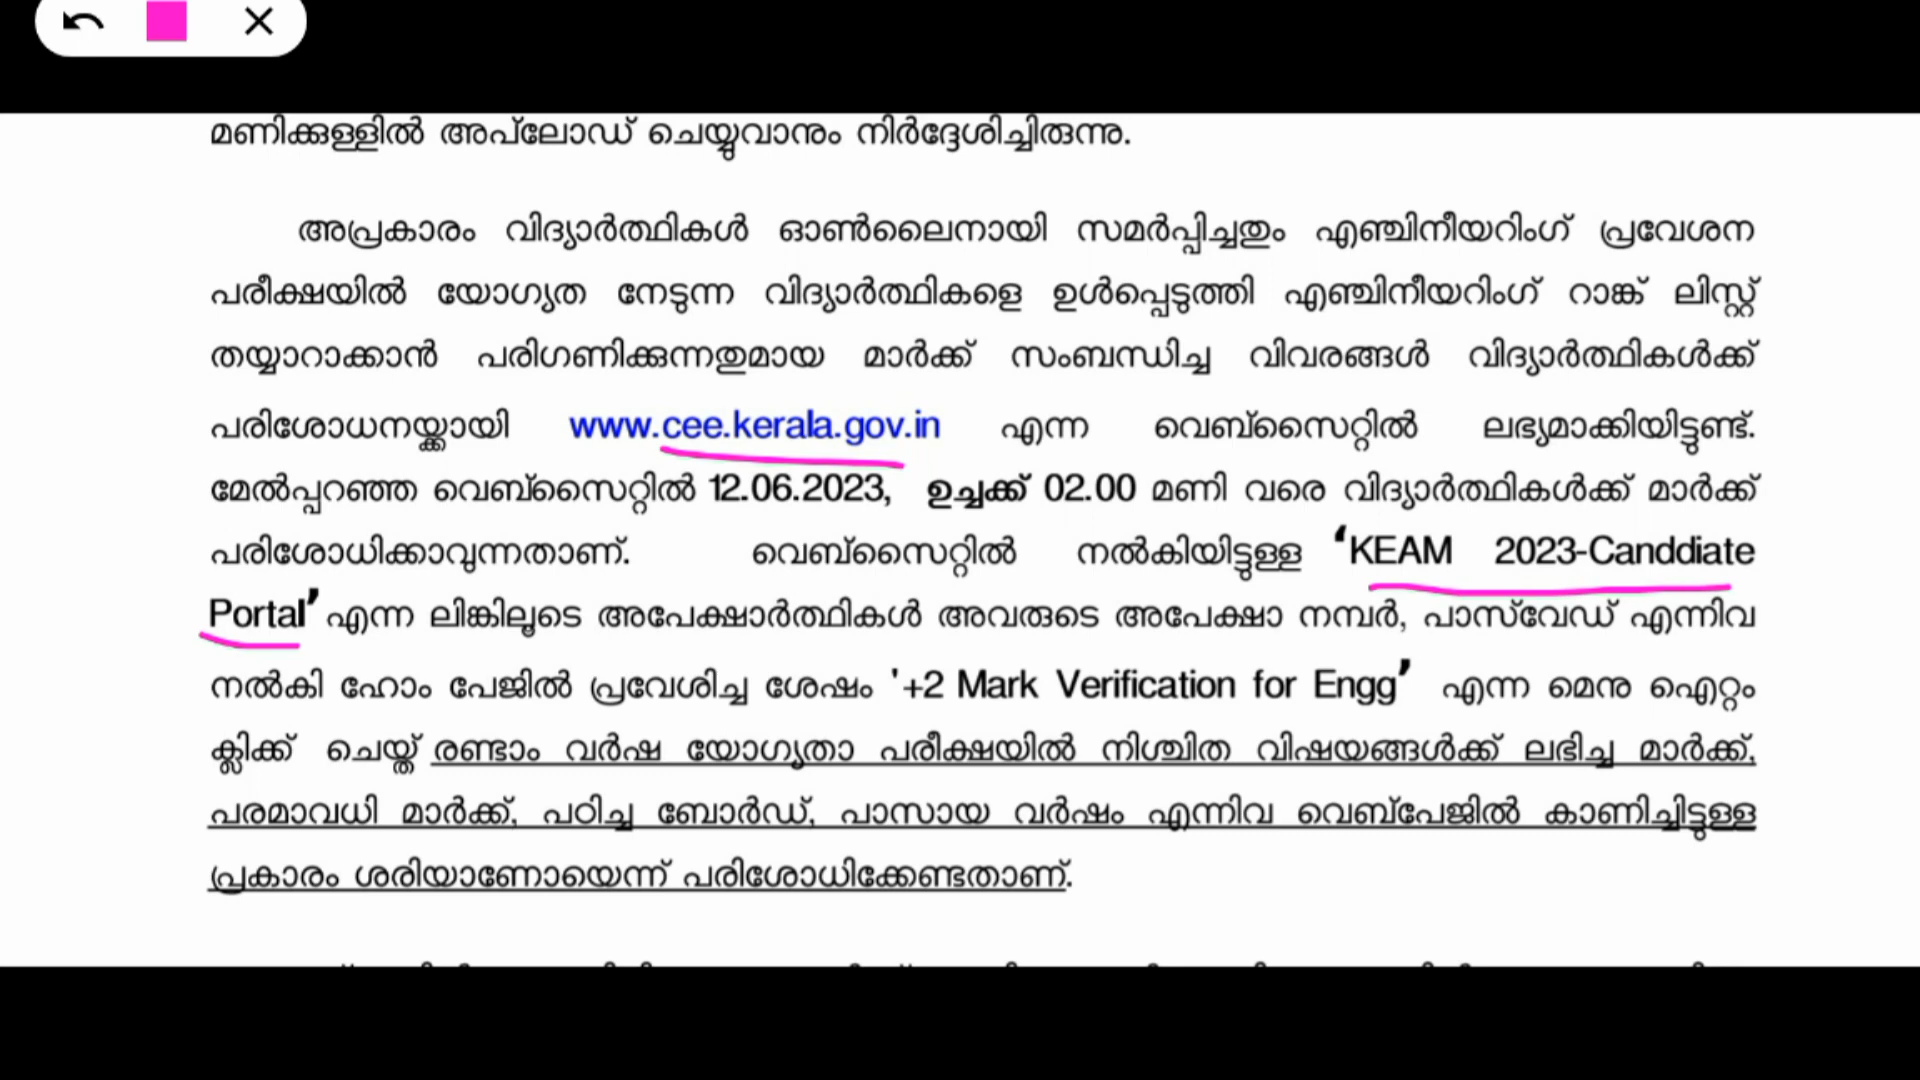 മണിക്കുള്ളിൽ അപ്‌ലോഡ് ചെയ്യുവാനും നിർദ്ദേശിച്ചിരുന്നു.
അപ്രകാരം വിദ്യാർത്ഥികൾ ഓൺലൈനായി സമർപ്പിച്ചതും എഞ്ചിനീയറിംഗ് പ്രവേശന
പരീക്ഷയിൽ യോഗ്യത നേടുന്ന വിദ്യാർത്ഥികളെ ഉൾപ്പെടുത്തി എഞ്ചിനീയറിംഗ് റാങ്ക് ലിസ്റ്റ്
തയ്യാറാക്കാൻ പരിഗണിക്കുന്നതുമായ മാർക്ക് സംബന്ധിച്ച വിവരങ്ങൾ വിദ്യാർത്ഥികൾക്ക്
പരിശോധനയ്ക്കായി www.cee.kerala.gov.in എന്ന വെബ്സൈറ്റിൽ ലഭ്യമാക്കിയിട്ടുണ്ട്.
മേൽപ്പറഞ്ഞ വെബ്സൈറ്റിൽ 12.06.2023, ഉച്ചക്ക് 02.00 മണി വരെ വിദ്യാർത്ഥികൾക്ക് മാർക്ക്
പരിശോധിക്കാവുന്നതാണ്. വെബ്സൈറ്റിൽ നൽകിയിട്ടുള്ള ‘KEAM 2023-Canddiate
Portal’ എന്ന ലിങ്കിലൂടെ അപേക്ഷാർത്ഥികൾ അവരുടെ അപേക്ഷാ നമ്പർ, പാസ്‌വേഡ് എന്നിവ
നൽകി ഹോം പേജിൽ പ്രവേശിച്ച ശേഷം '+2 Mark Verification for Engg’ എന്ന മെനു ഐറ്റം
ക്ലിക്ക് ചെയ്ത് രണ്ടാം വർഷ യോഗ്യതാ പരീക്ഷയിൽ നിശ്ചിത വിഷയങ്ങൾക്ക് ലഭിച്ച മാർക്ക്,
പരമാവധി മാർക്ക്, പഠിച്ച ബോർഡ്, പാസായ വർഷം എന്നിവ വെബ്പേജിൽ കാണിച്ചിട്ടുള്ള
പ്രകാരം ശരിയാണോയെന്ന് പരിശോധിക്കേണ്ടതാണ്.